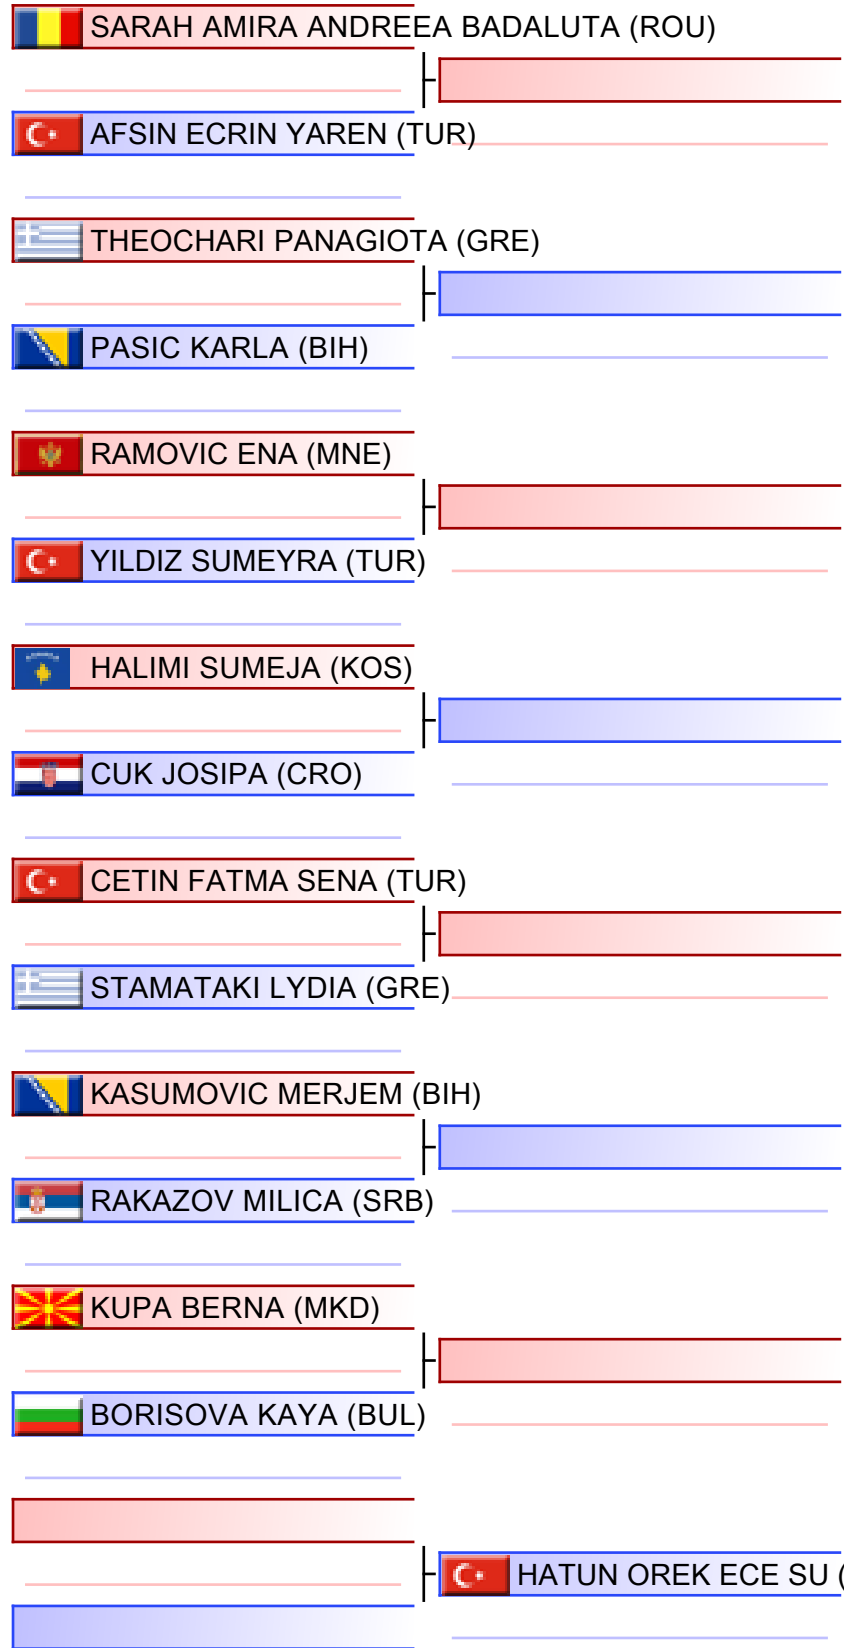 SARAH AMIRA ANDREEA BADALUTA (ROU)
AFSIN ECRIN YAREN (TUR)
THEOCHARI PANAGIOTA (GRE)
PASIC KARLA (BIH)
RAMOVIC ENA (MNE)
YILDIZ SUMEYRA (TUR)
HALIMI SUMEJA (KOS)
CUK JOSIPA (CRO)
CETIN FATMA SENA (TUR)
STAMATAKI LYDIA (GRE)
KASUMOVIC MERJEM (BIH)
RAKAZOV MILICA (SRB)
KUPA BERNA (MKD)
BORISOVA KAYA (BUL)
HATUN OREK ECE SU (